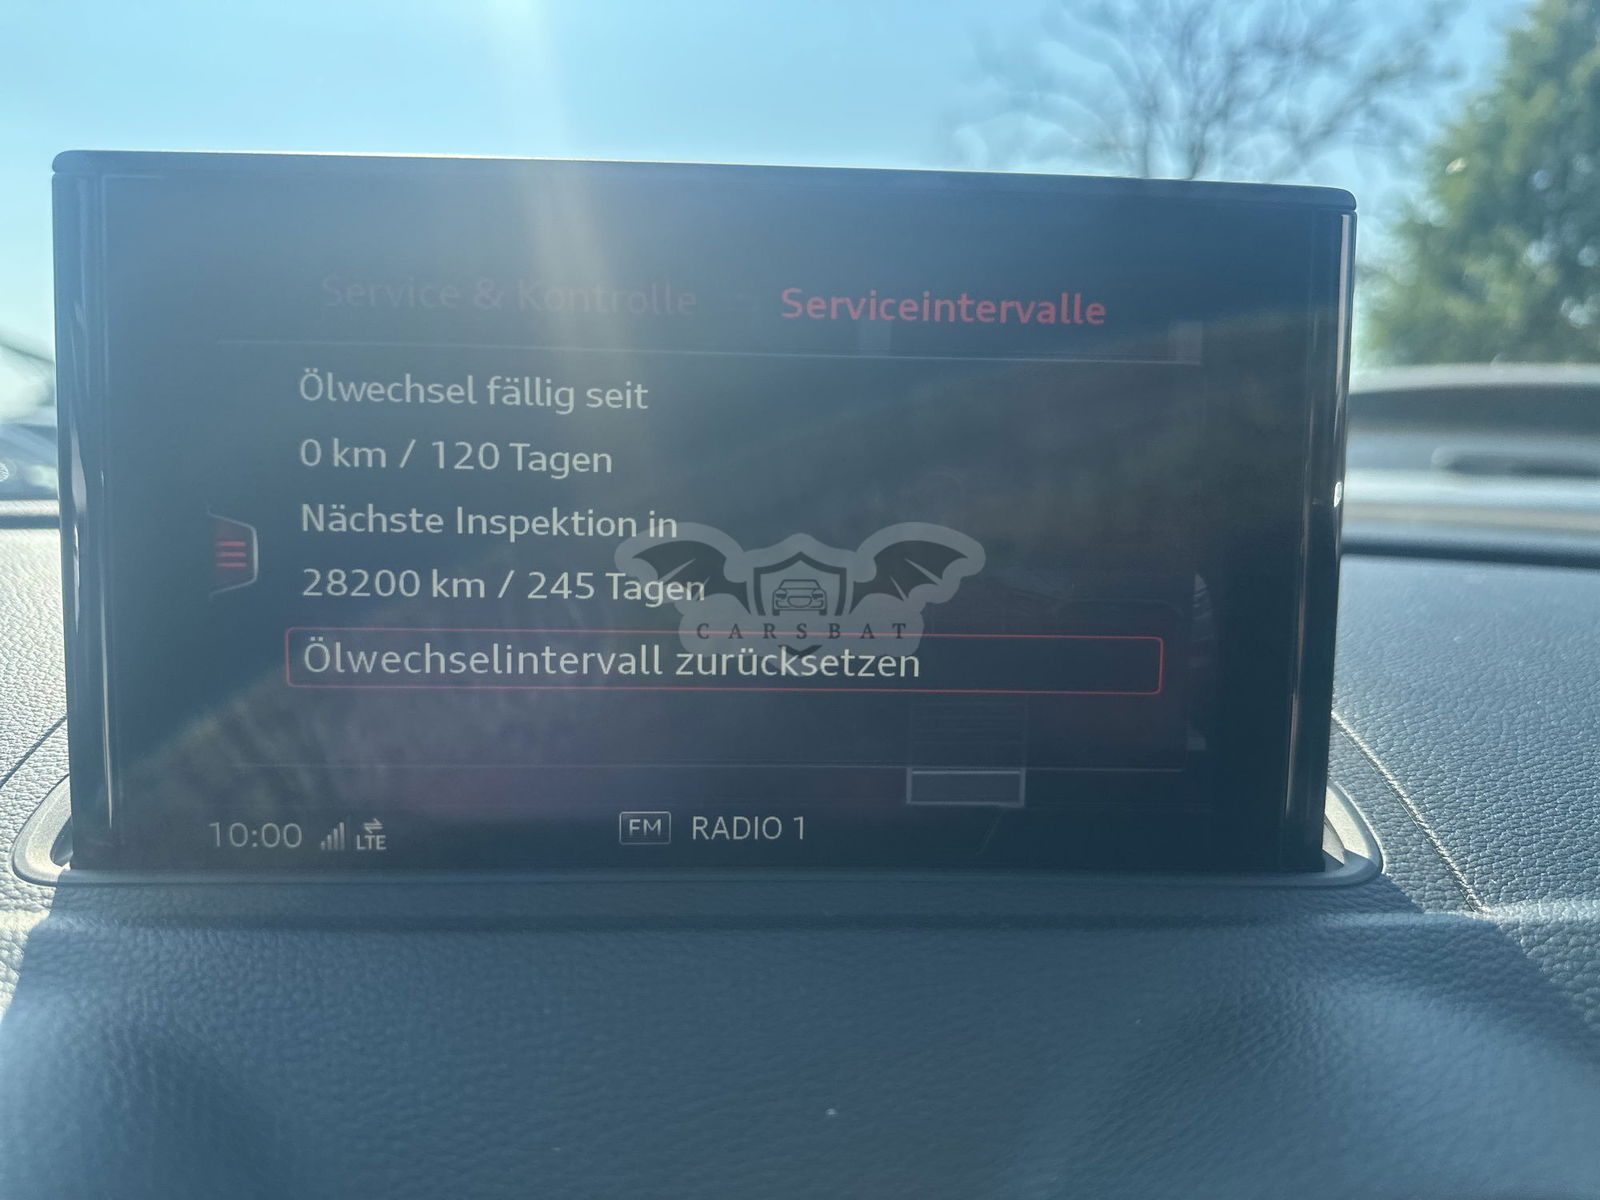 Service & Kontrolle
Serviceintervalle
Ölwechsel fällig seit
0 km / 120 Tagen
Nächste Inspektion in
28200 km / 245 Tagen
CARSBAT
Ölwechselintervall zurücksetzen
10:00 LTE
FM RADIO 1